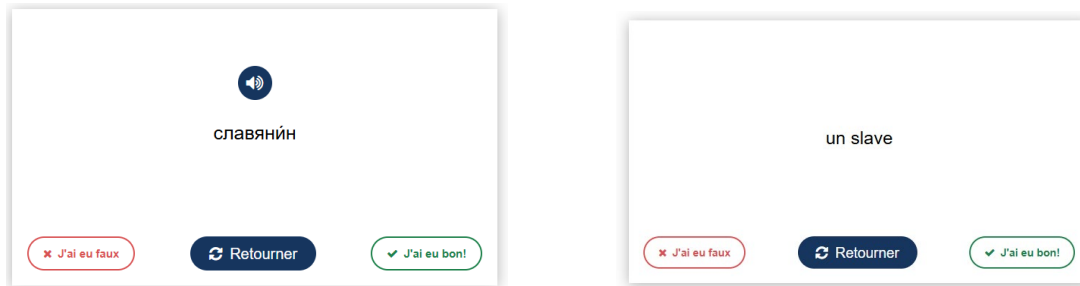 славяни́н
J'ai eu faux
Retourner
J'ai eu bon!
un slave
J'ai eu faux
Retourner
J'ai eu bon!